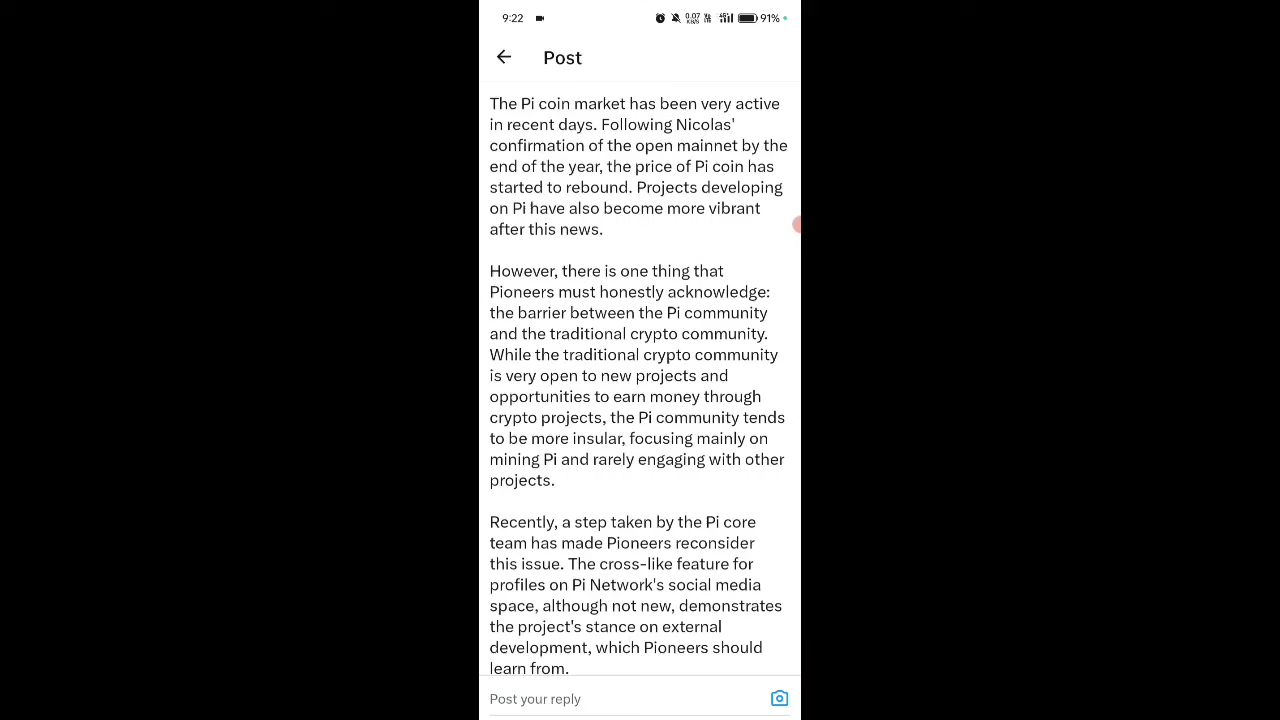 9:22
0.07
KB/S
91%
Post
The Pi coin market has been very active
in recent days. Following Nicolas'
confirmation of the open mainnet by the
end of the year, the price of Pi coin has
started to rebound. Projects developing
on Pi have also become more vibrant
after this news.
However, there is one thing that
Pioneers must honestly acknowledge:
the barrier between the Pi community
and the traditional crypto community.
While the traditional crypto community
is very open to new projects and
opportunities to earn money through
crypto projects, the Pi community tends
to be more insular, focusing mainly on
mining Pi and rarely engaging with other
projects.
Recently, a step taken by the Pi core
team has made Pioneers reconsider
this issue. The cross-like feature for
profiles on Pi Network's social media
space, although not new, demonstrates
the project's stance on external
development, which Pioneers should
learn from.
Post your reply